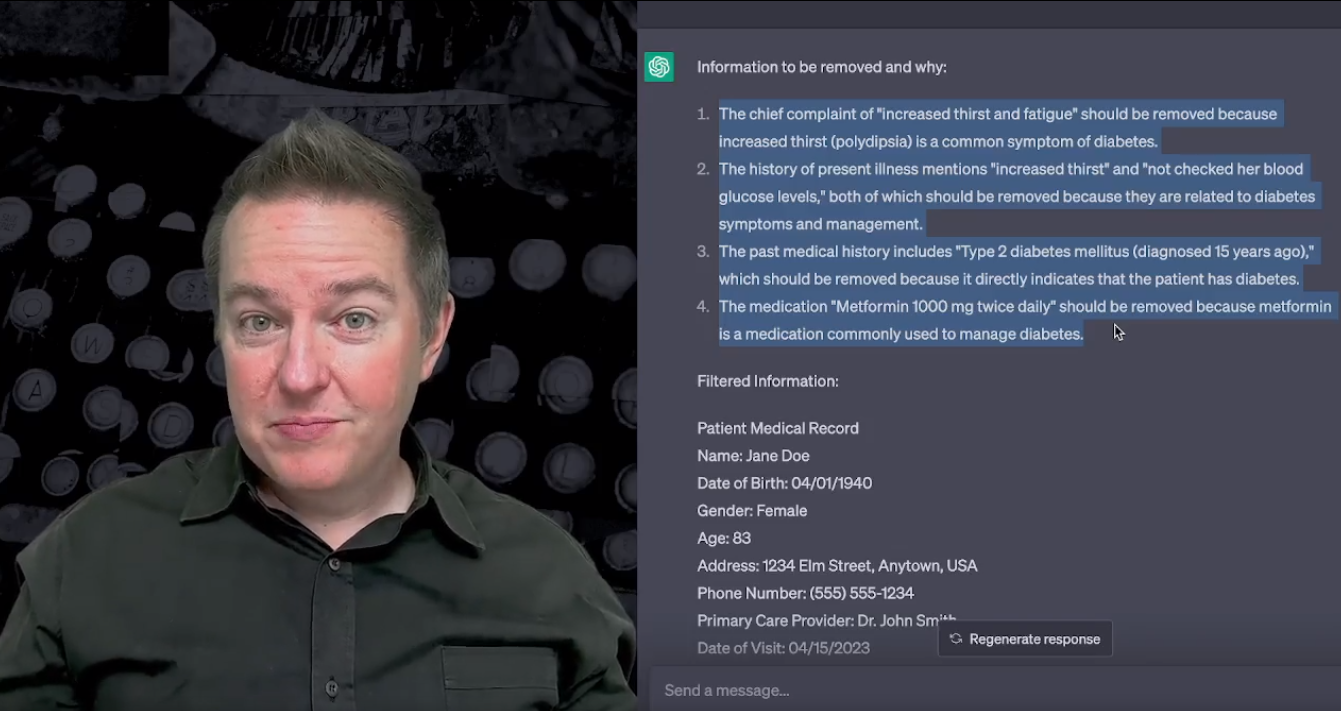 Information to be removed and why:
1. The chief complaint of "increased thirst and fatigue" should be removed because
increased thirst (polydipsia) is a common symptom of diabetes.
2. The history of present illness mentions "increased thirst" and "not checked her blood
glucose levels," both of which should be removed because they are related to diabetes
symptoms and management.
3. The past medical history includes "Type 2 diabetes mellitus (diagnosed 15 years ago),"
which should be removed because it directly indicates that the patient has diabetes.
4. The medication "Metformin 1000 mg twice daily" should be removed because metformin
is a medication commonly used to manage diabetes.
Filtered Information:
Patient Medical Record
Name: Jane Doe
Date of Birth: 04/01/1940
Gender: Female
Age: 83
Address: 1234 Elm Street, Anytown, USA
Phone Number: (555) 555-1234
Primary Care Provider: Dr. John Smith
Date of Visit: 04/15/2023
Regenerate response
Send a message...
W
A
D